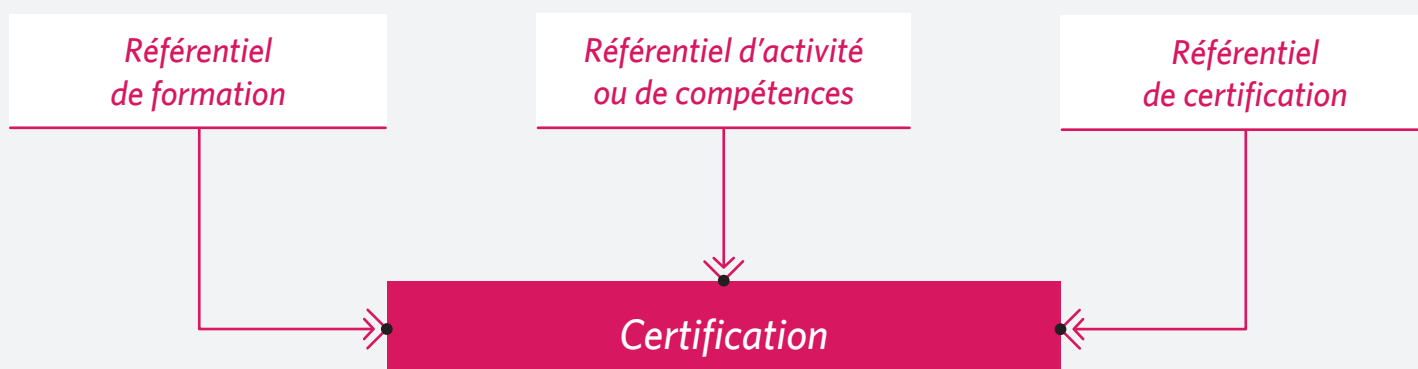 Référentiel
de formation
Référentiel d’activité
ou de compétences
Référentiel
de certification
Certification